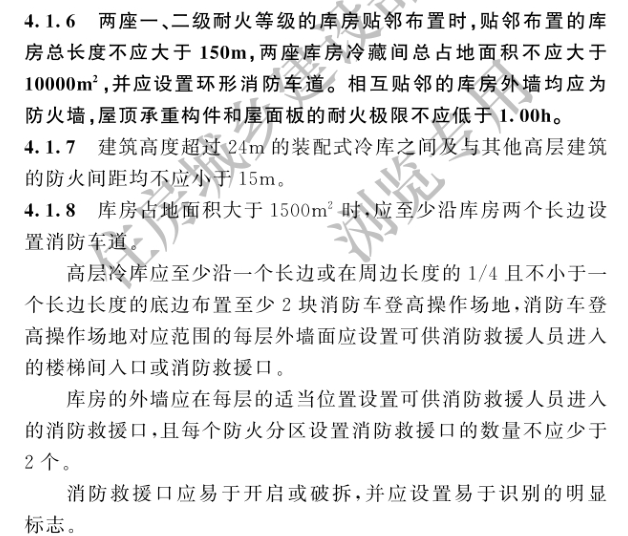 4.1.6 两座一、二级耐火等级的库房贴邻布置时,贴邻布置的库
房总长度不应大于 150m,两座库房冷藏间总占地面积不应大于
10000m²,并应设置环形消防车道。相互贴邻的库房外墙均应为
防火墙,屋顶承重构件和屋面板的耐火极限不应低于 1.00h。
4.1.7 建筑高度超过 24m 的装配式冷库之间及与其他高层建筑
的防火间距均不应小于 15m。
4.1.8 库房占地面积大于 1500m² 时,应至少沿库房两个长边设
置消防车道。
高层冷库应至少沿一个长边或在周边长度的 1/4 且不小于一
个长边长度的底边布置至少 2 块消防车登高操作场地,消防车登
高操作场地对应范围的每层外墙面应设置可供消防救援人员进入
的楼梯间入口或消防救援口。
库房的外墙应在每层的适当位置设置可供消防救援人员进入
的消防救援口,且每个防火分区设置消防救援口的数量不应少于
2 个。
消防救援口应易于开启或破拆,并应设置易于识别的明显
标志。
住房城乡建设部
浏览专用